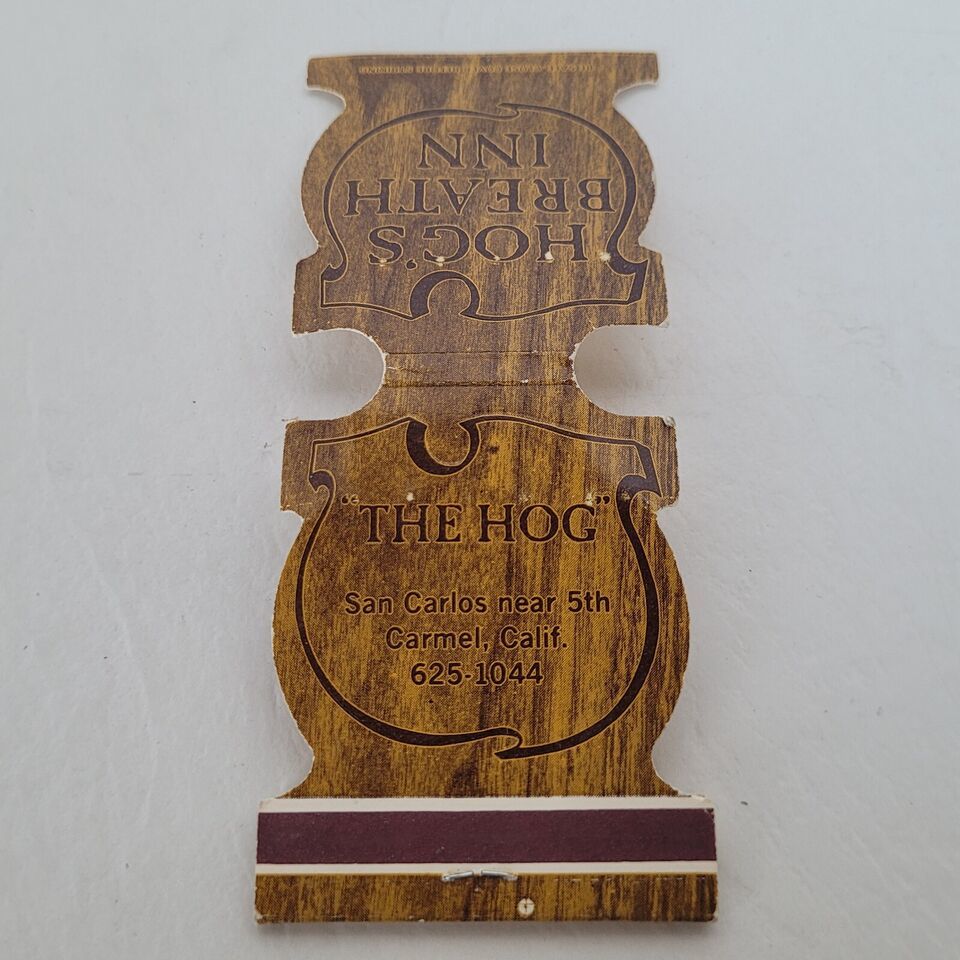 HOG'S
BREATH
INN
"THE HOG"
San Carlos near 5th
Carmel, Calif.
625-1044